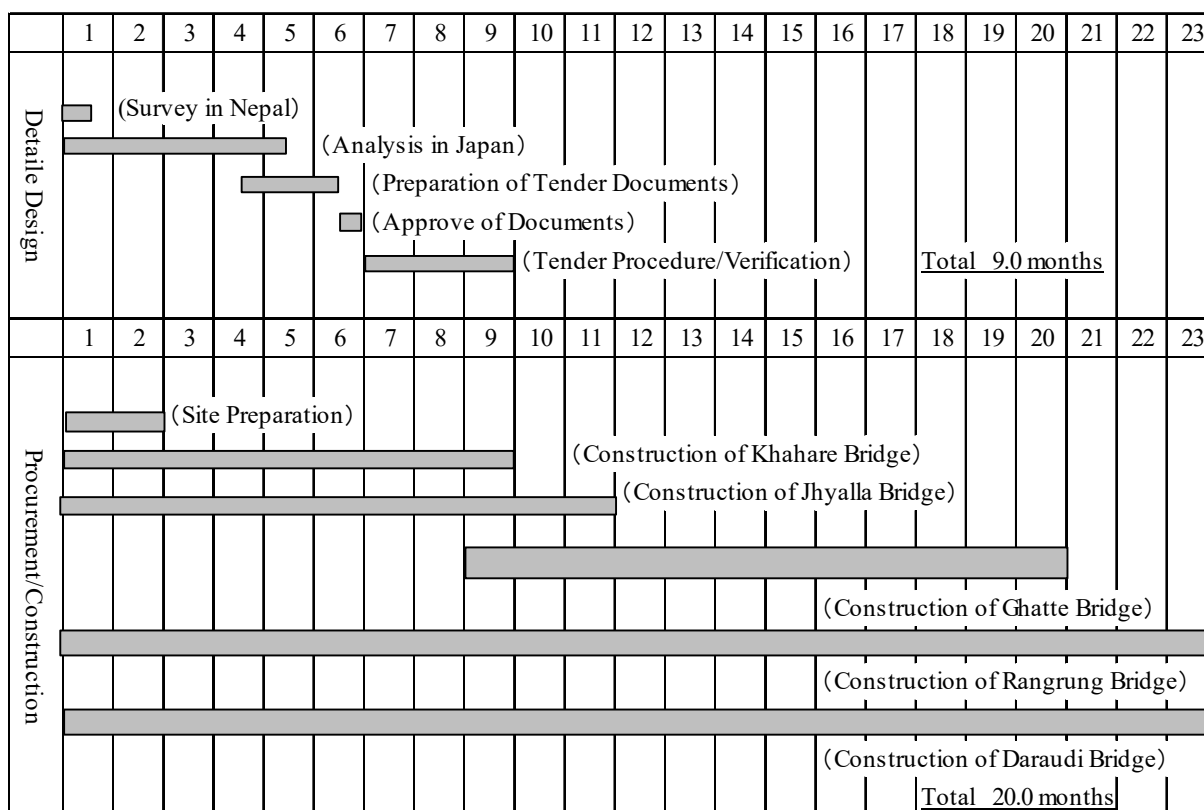 1 2 3 4 5 6 7 8 9 10 11 12 13 14 15 16 17 18 19 20 21 22 23
Detaile Design
(Survey in Nepal)
(Analysis in Japan)
(Preparation of Tender Documents)
(Approve of Documents)
(Tender Procedure/Verification) Total 9.0 months
1 2 3 4 5 6 7 8 9 10 11 12 13 14 15 16 17 18 19 20 21 22 23
Procurement/Construction
(Site Preparation)
(Construction of Khahare Bridge)
(Construction of Jhyalla Bridge)
(Construction of Ghatte Bridge)
(Construction of Rangrung Bridge)
(Construction of Daraudi Bridge)
Total 20.0 months